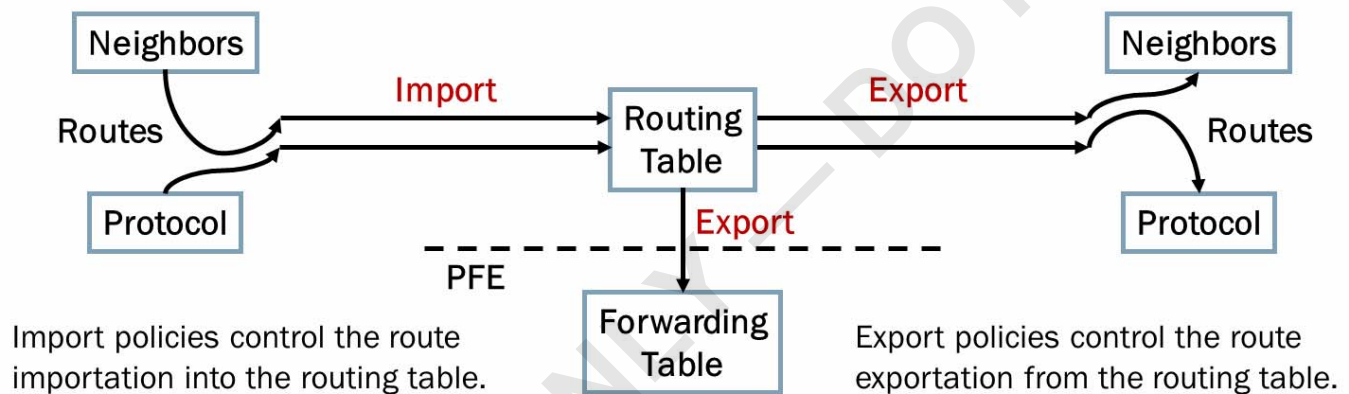 Neighbors
Neighbors
Import
Export
Routes
Routing
Table
Routes
Protocol
Export
Protocol
PFE
Forwarding
Table
Import policies control the route
importation into the routing table.
Export policies control the route
exportation from the routing table.